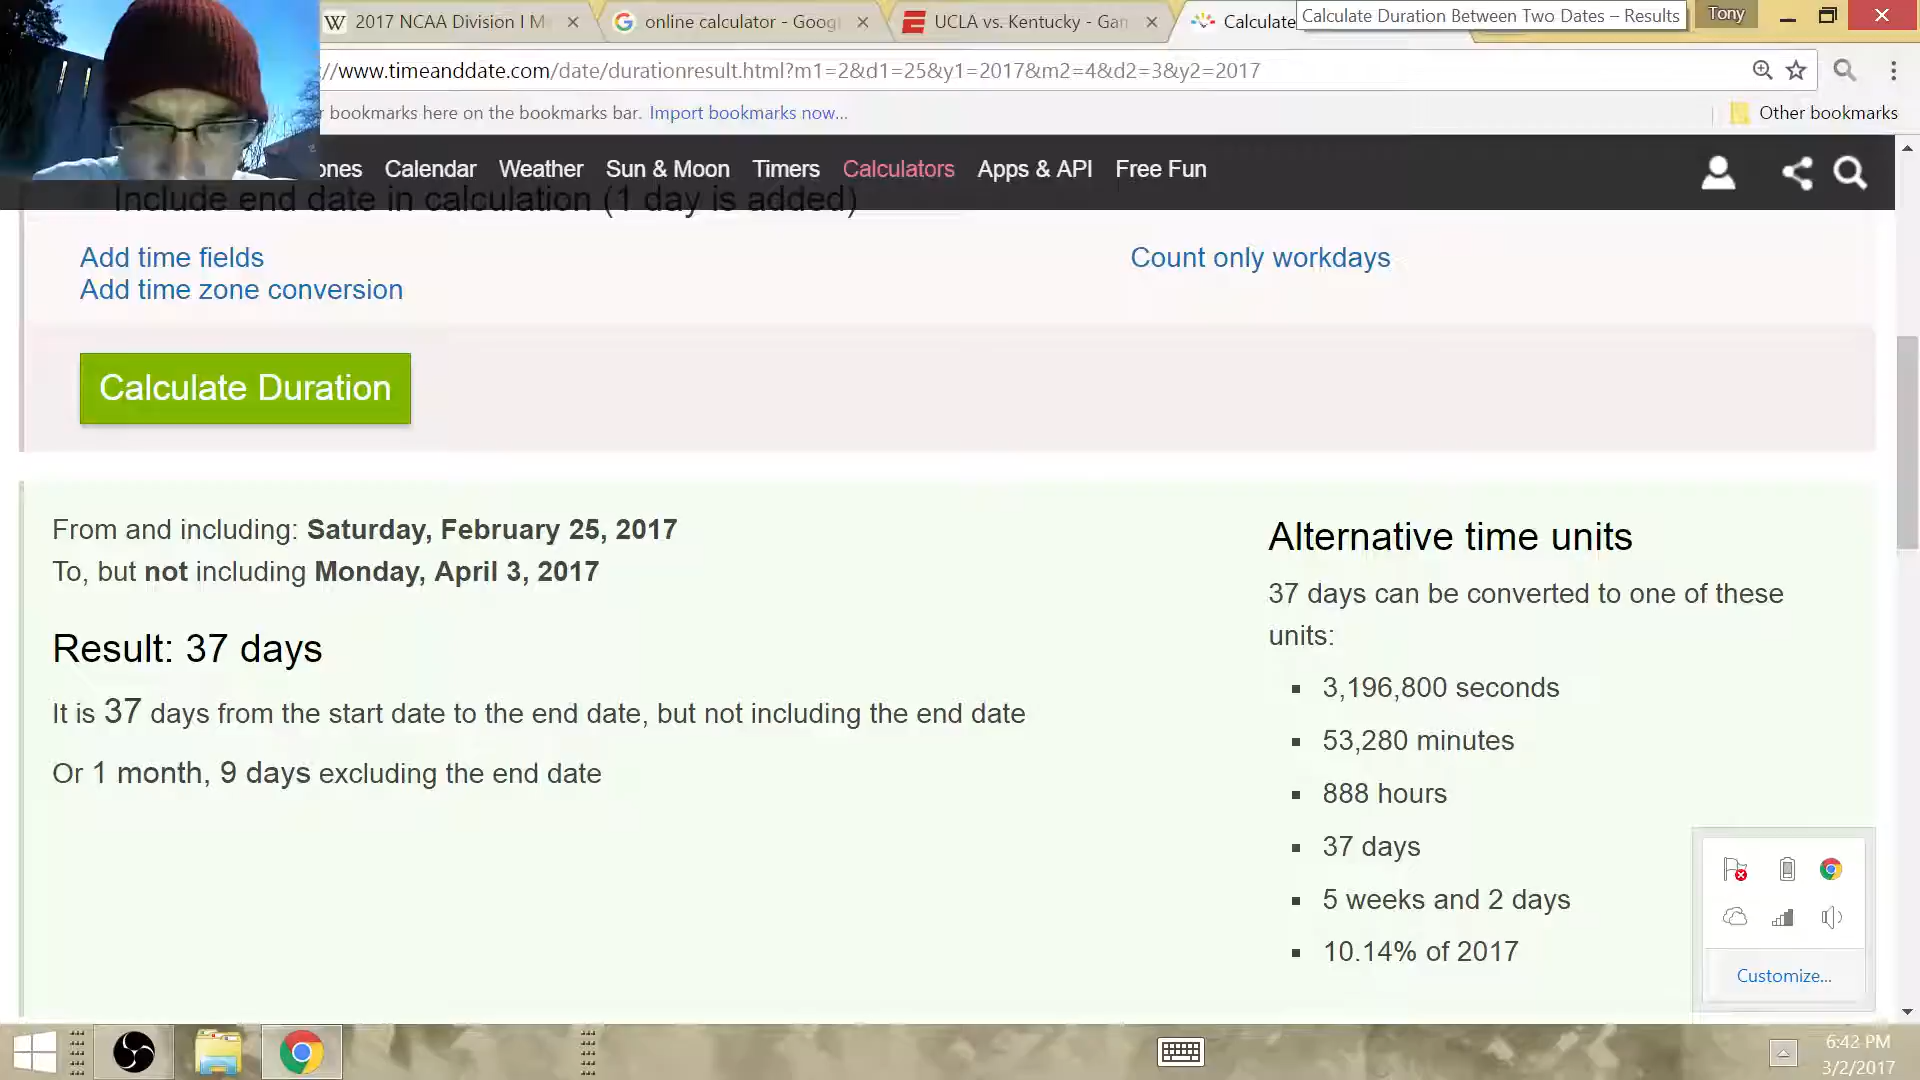 2017 NCAA Division I M
online calculator - Goog
UCLA vs. Kentucky - Gan
Calculate
Calculate Duration Between Two Dates – Results
Tony
//www.timeanddate.com/date/durationresult.html?m1=2&d1=25&y1=2017&m2=4&d2=3&y2=2017
bookmarks here on the bookmarks bar. Import bookmarks now...
Other bookmarks
ones Calendar Weather Sun & Moon Timers Calculators Apps & API Free Fun
Include end date in calculation (1 day is added)
Add time fields
Count only workdays
Add time zone conversion
Calculate Duration
From and including: Saturday, February 25, 2017
To, but not including Monday, April 3, 2017
Result: 37 days
It is 37 days from the start date to the end date, but not including the end date
Or 1 month, 9 days excluding the end date
Alternative time units
37 days can be converted to one of these
units:
3,196,800 seconds
53,280 minutes
888 hours
37 days
5 weeks and 2 days
10.14% of 2017
Customize...
6:42 PM
3/2/2017